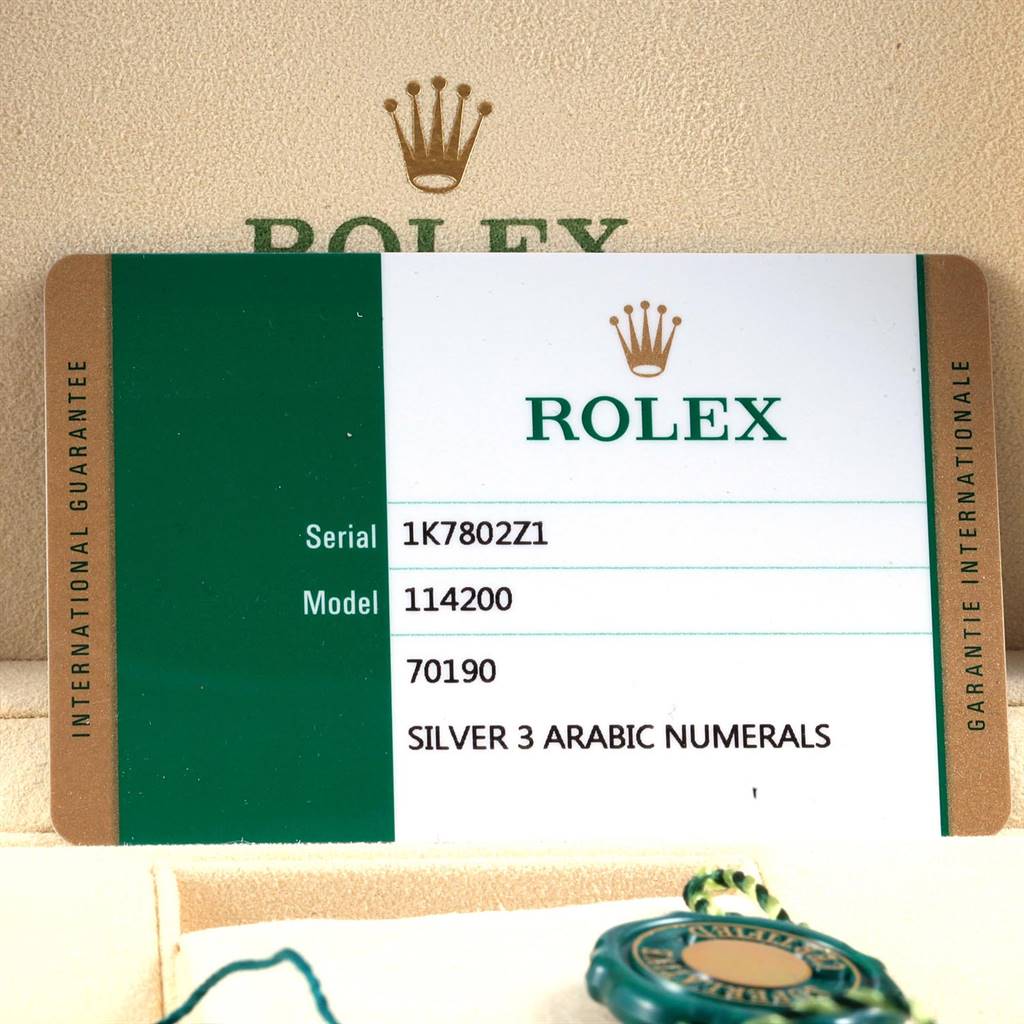 ROLEX
INTERNATIONAL GUARANTEE
ROLEX
Serial 1K7802Z1
Model 114200
70190
SILVER 3 ARABIC NUMERALS
GARANTIE INTERNATIONALE